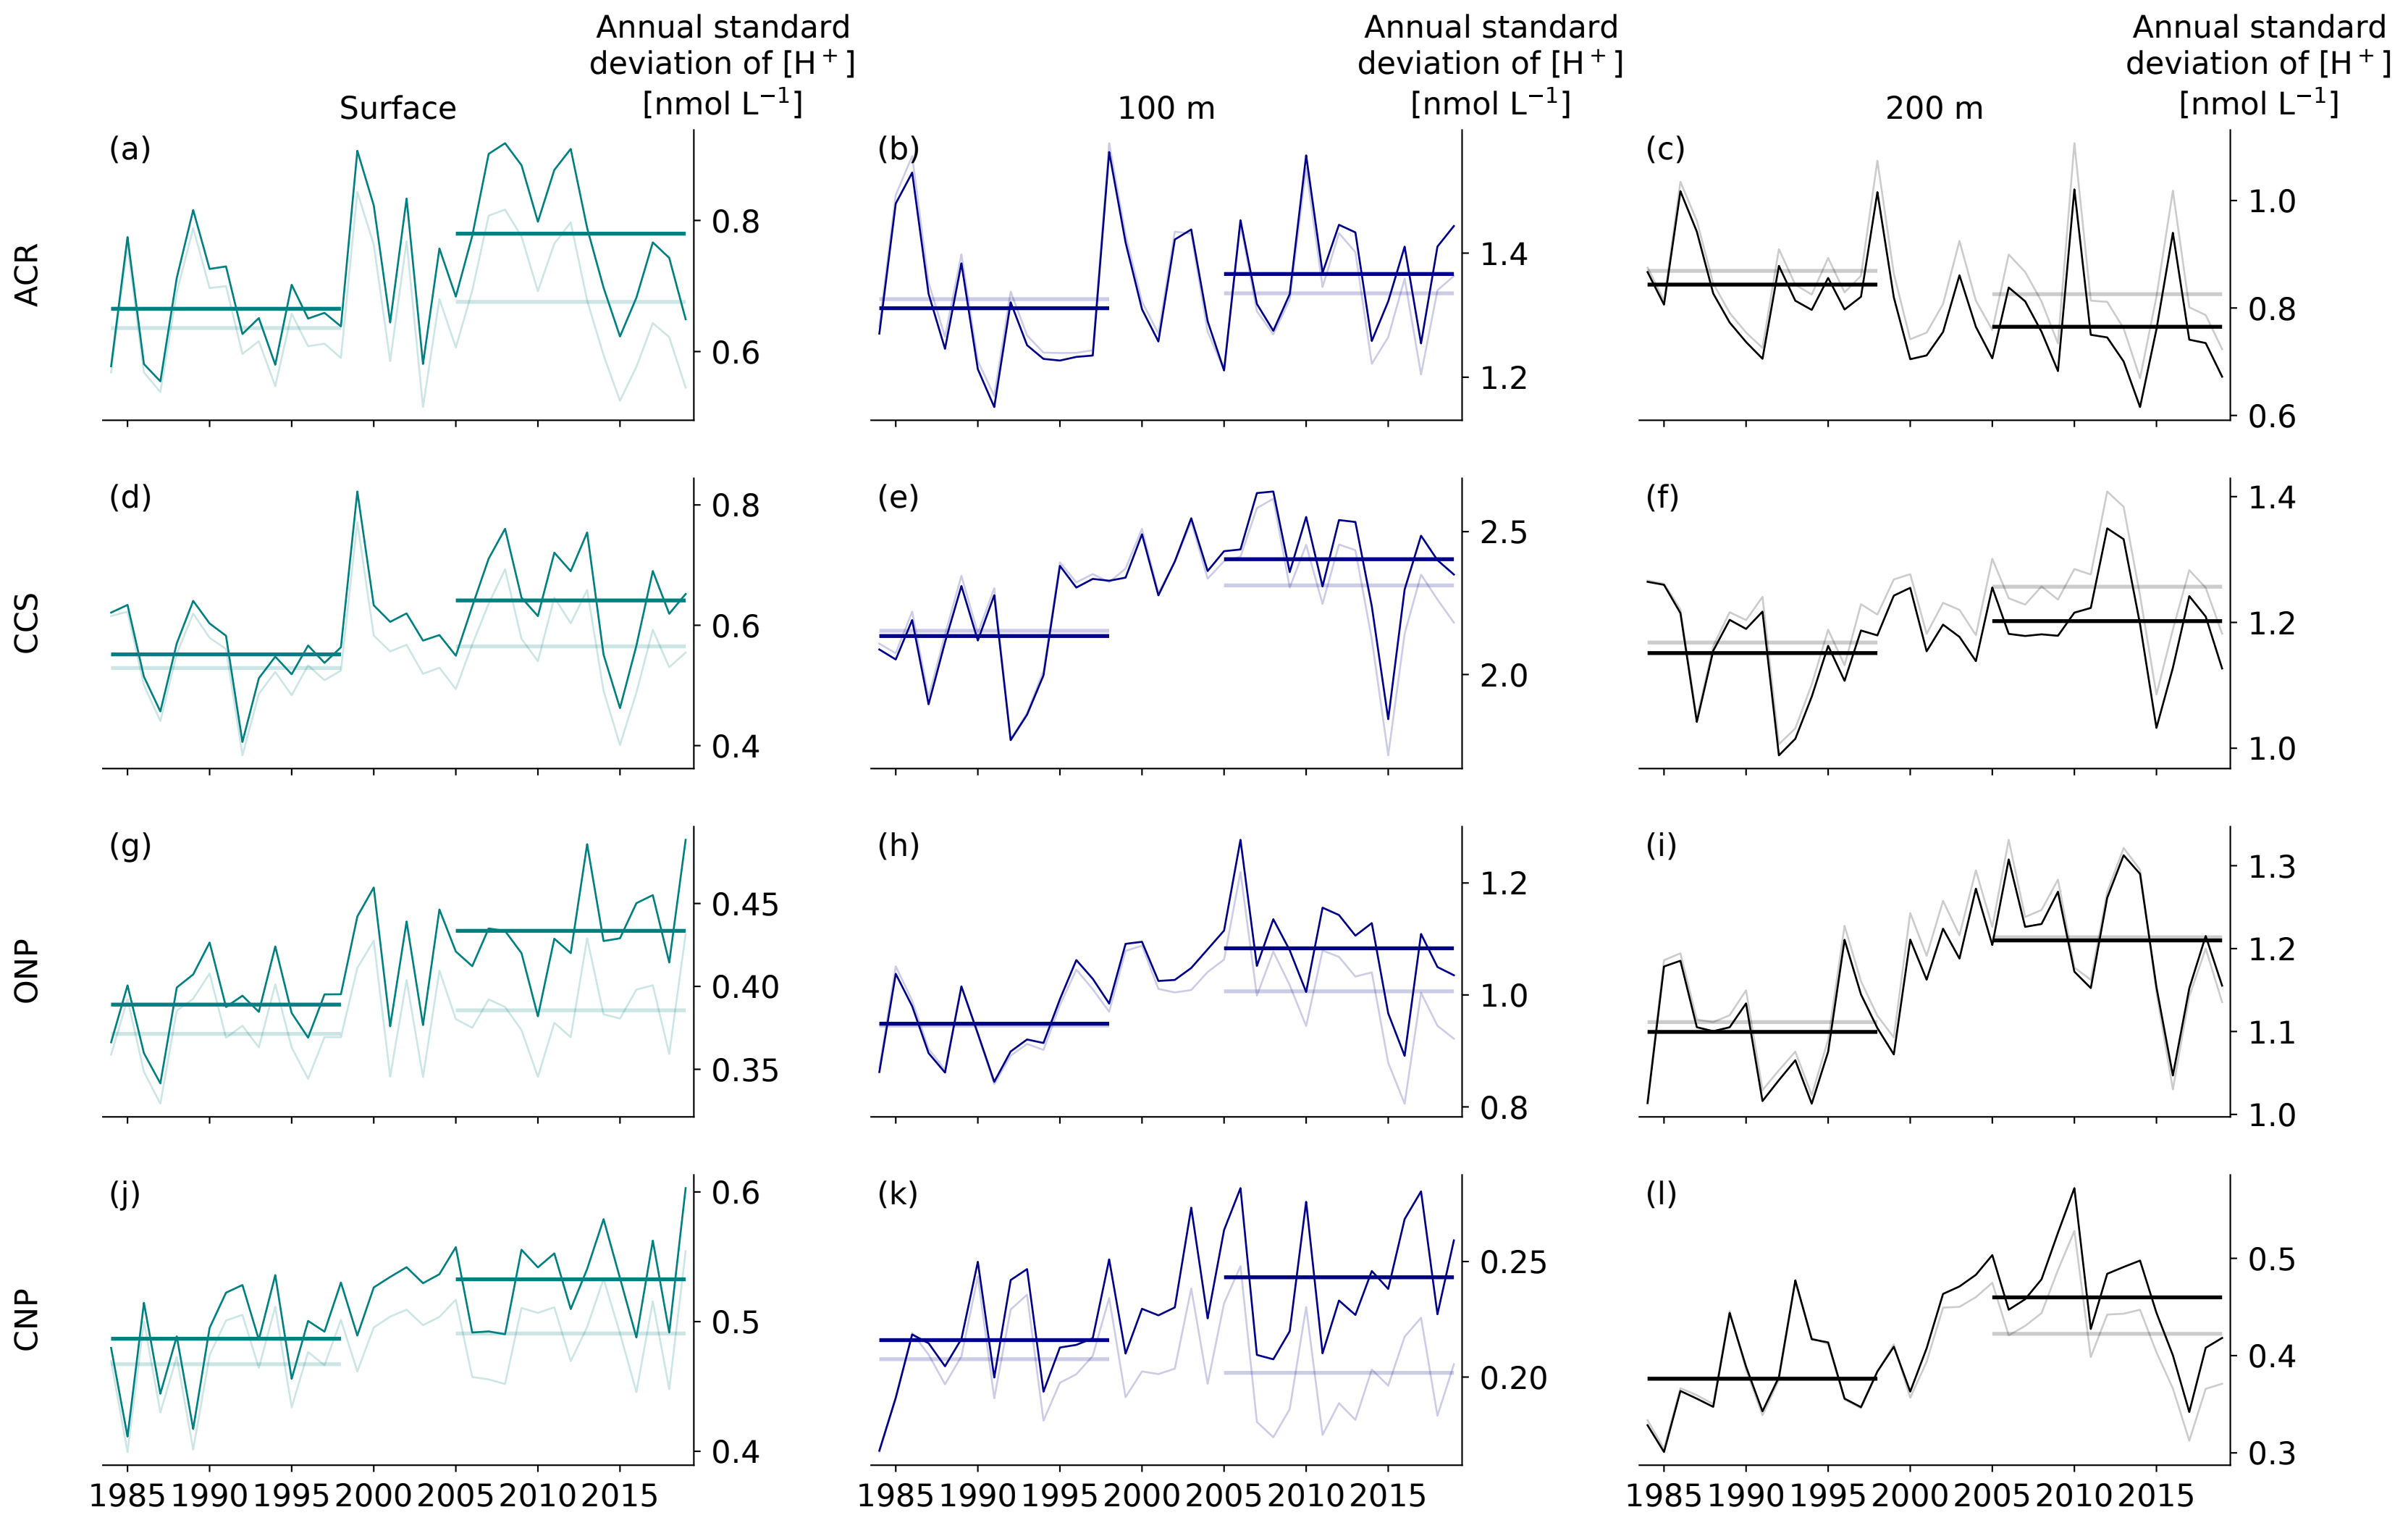 Annual standard
deviation of [H⁺]
[nmol L⁻¹]
Annual standard
deviation of [H⁺]
[nmol L⁻¹]
Annual standard
deviation of [H⁺]
[nmol L⁻¹]
Surface
100 m
200 m
ACR
(a)
0.8
0.6
(b)
1.4
1.2
(c)
1.0
0.8
0.6
CCS
(d)
0.8
0.6
0.4
(e)
2.5
2.0
(f)
1.4
1.2
1.0
ONP
(g)
0.45
0.40
0.35
(h)
1.2
1.0
0.8
(i)
1.3
1.2
1.1
1.0
CNP
(j)
0.6
0.5
0.4
(k)
0.25
0.20
(l)
0.5
0.4
0.3
1985 1990 1995 2000 2005 2010 2015
1985 1990 1995 2000 2005 2010 2015
1985 1990 1995 2000 2005 2010 2015